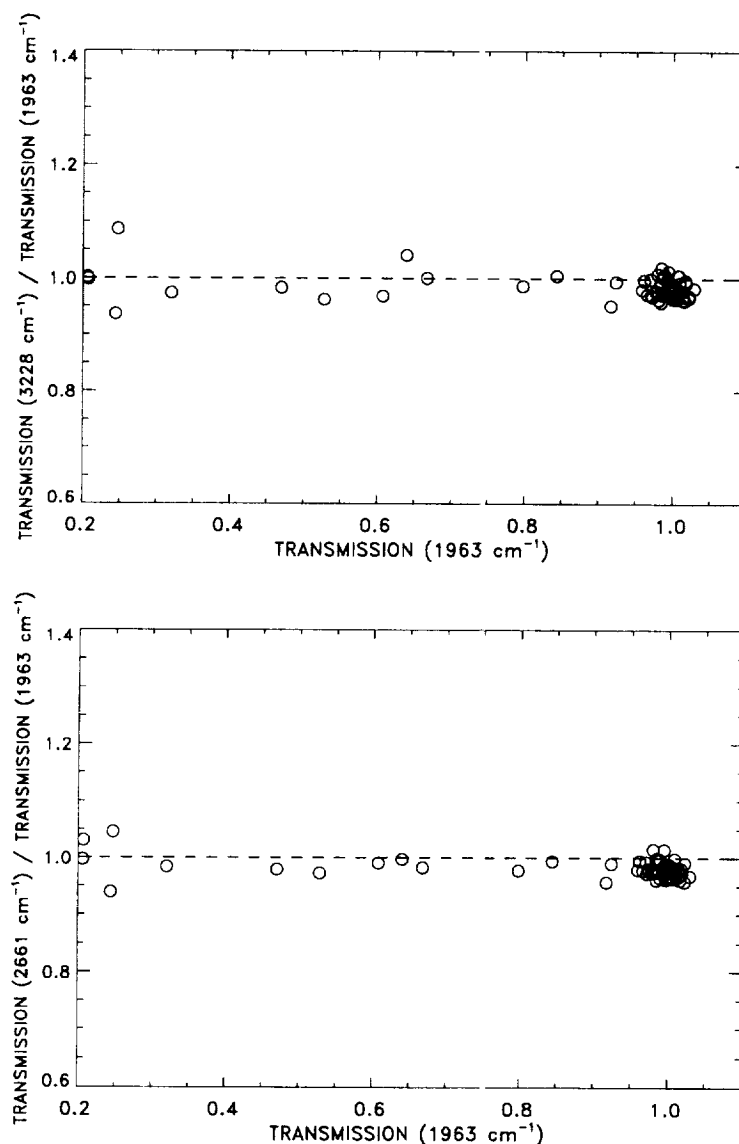 TRANSMISSION (3228 cm⁻¹) / TRANSMISSION (1963 cm⁻¹)
1.4
1.2
1.0
0.8
0.6
0.2 0.4 0.6 0.8 1.0
TRANSMISSION (1963 cm⁻¹)
TRANSMISSION (2661 cm⁻¹) / TRANSMISSION (1963 cm⁻¹)
1.4
1.2
1.0
0.8
0.6
0.2 0.4 0.6 0.8 1.0
TRANSMISSION (1963 cm⁻¹)